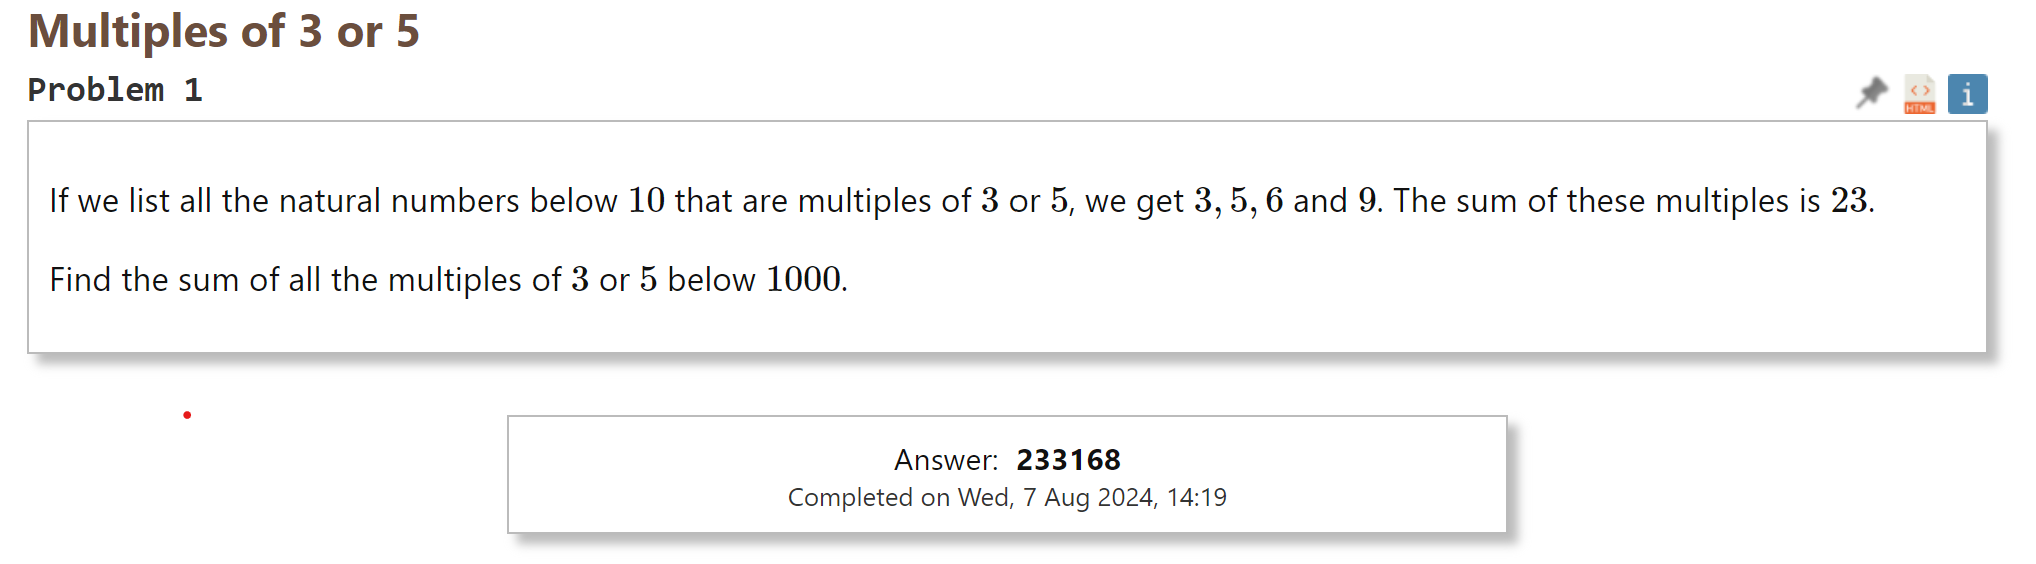 Multiples of 3 or 5
Problem 1
HTML
i
If we list all the natural numbers below 10 that are multiples of 3 or 5, we get 3, 5, 6 and 9. The sum of these multiples is 23.
Find the sum of all the multiples of 3 or 5 below 1000.
Answer: 233168
Completed on Wed, 7 Aug 2024, 14:19